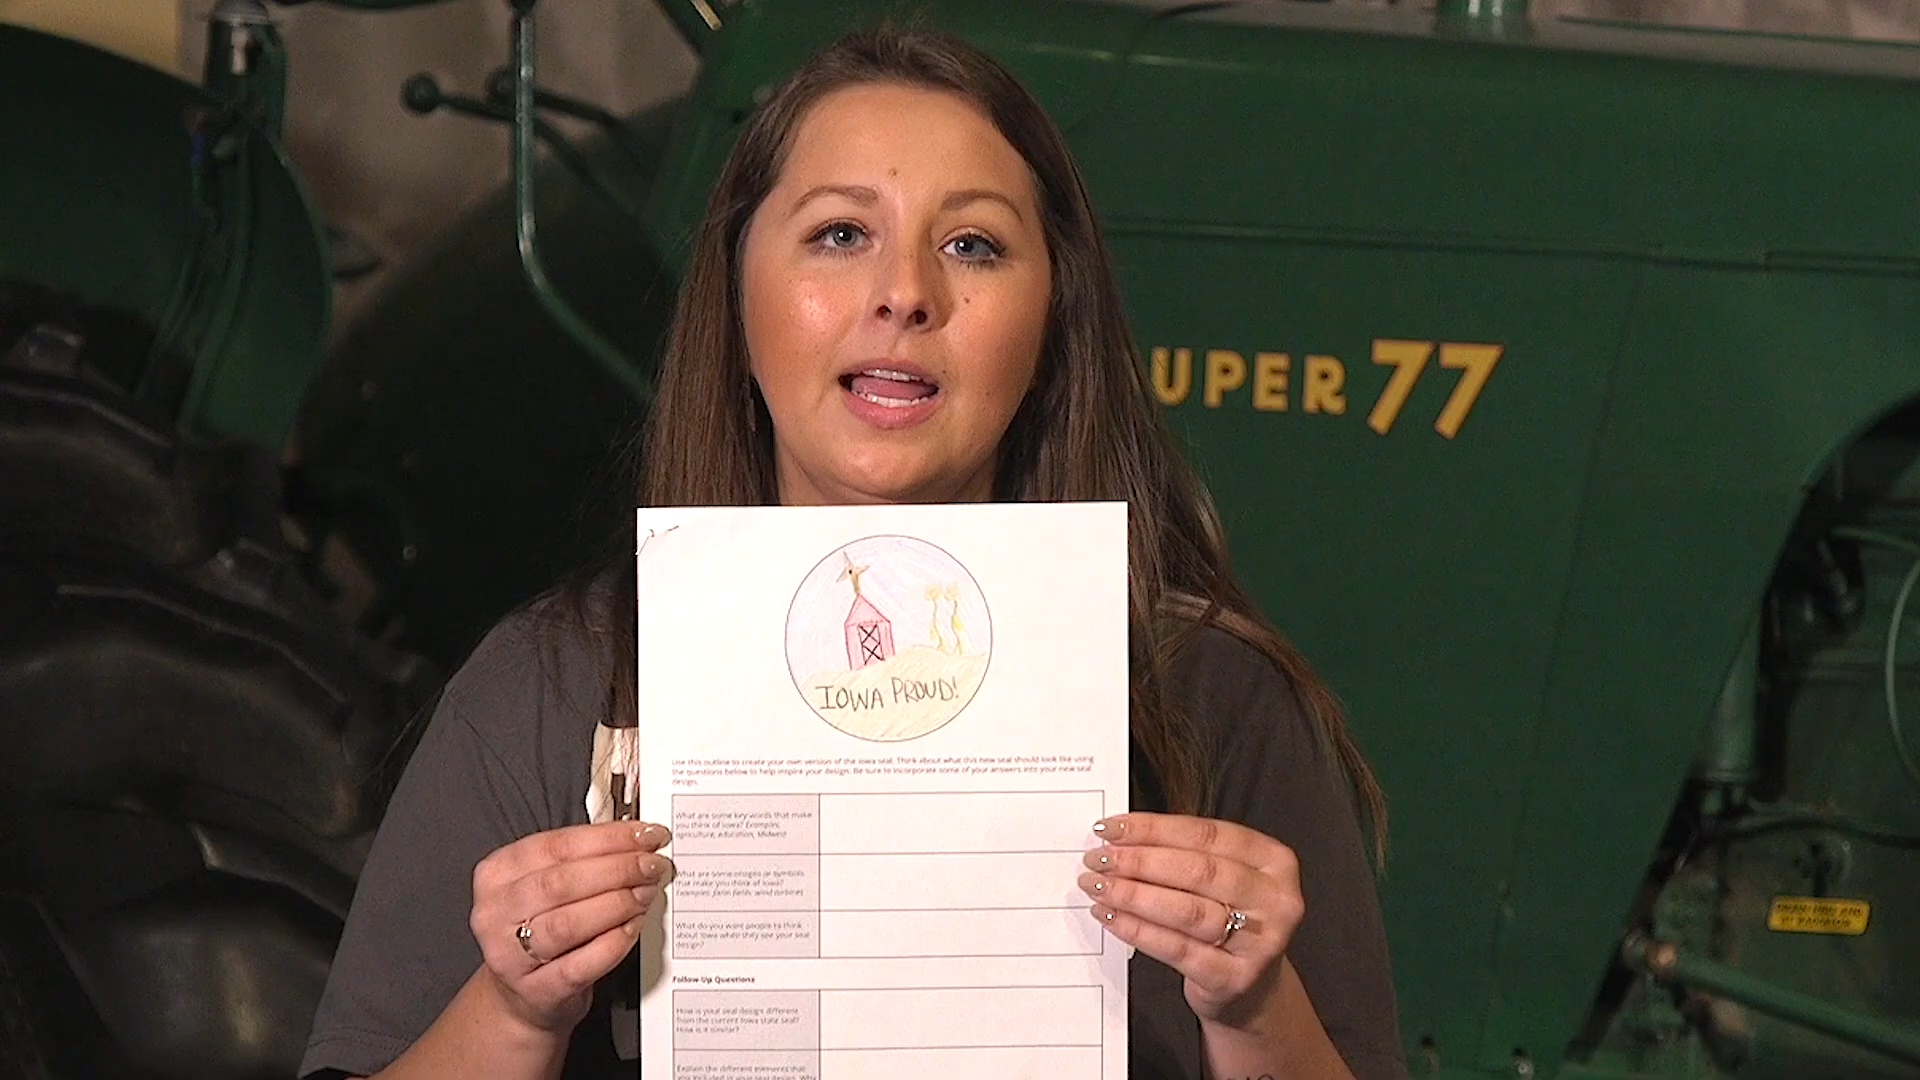 UPER 77
IOWA PROUD!
Use this outline to create your own version of the Iowa seal. Think about what this new seal should look like using
the questions below to help inspire your design. Be sure to incorporate some of your answers into your new seal
design.
What are some key words that make
you think of Iowa? Examples:
agriculture, education, Midwest
What are some images or symbols
that make you think of Iowa?
Examples: farm fields, wind turbines
What do you want people to think
about Iowa when they see your seal
design?
Follow Up Questions
How is your seal design different
from the current Iowa state seal?
How is it similar?
Explain the different elements that
you included in your seal design. Why